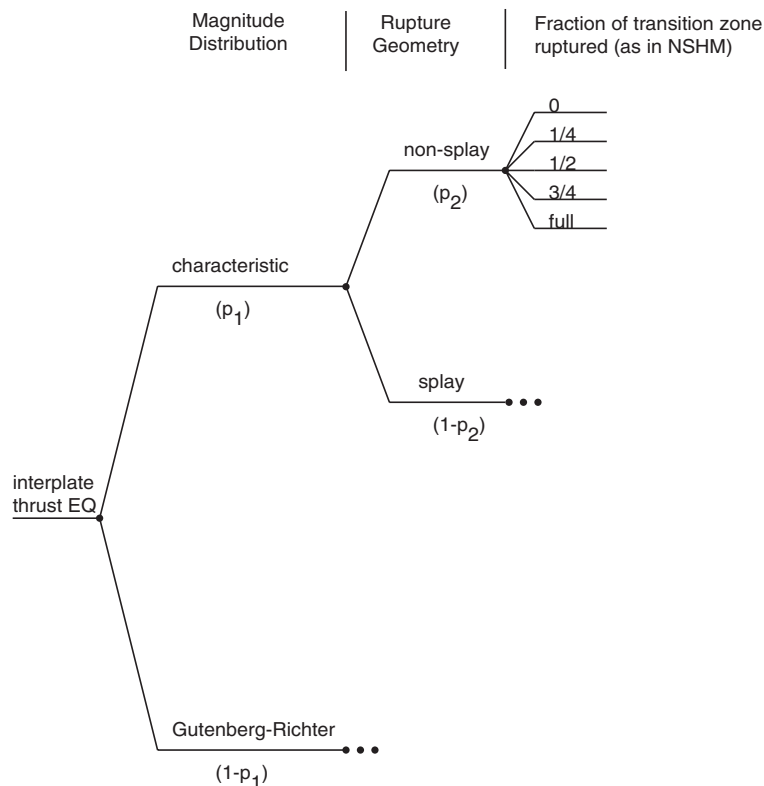 Magnitude
Distribution
Rupture
Geometry
Fraction of transition zone
ruptured (as in NSHM)
0
1/4
1/2
3/4
full
non-splay
(p2)
characteristic
(p1)
splay
(1-p2)
interplate
thrust EQ
Gutenberg-Richter
(1-p1)